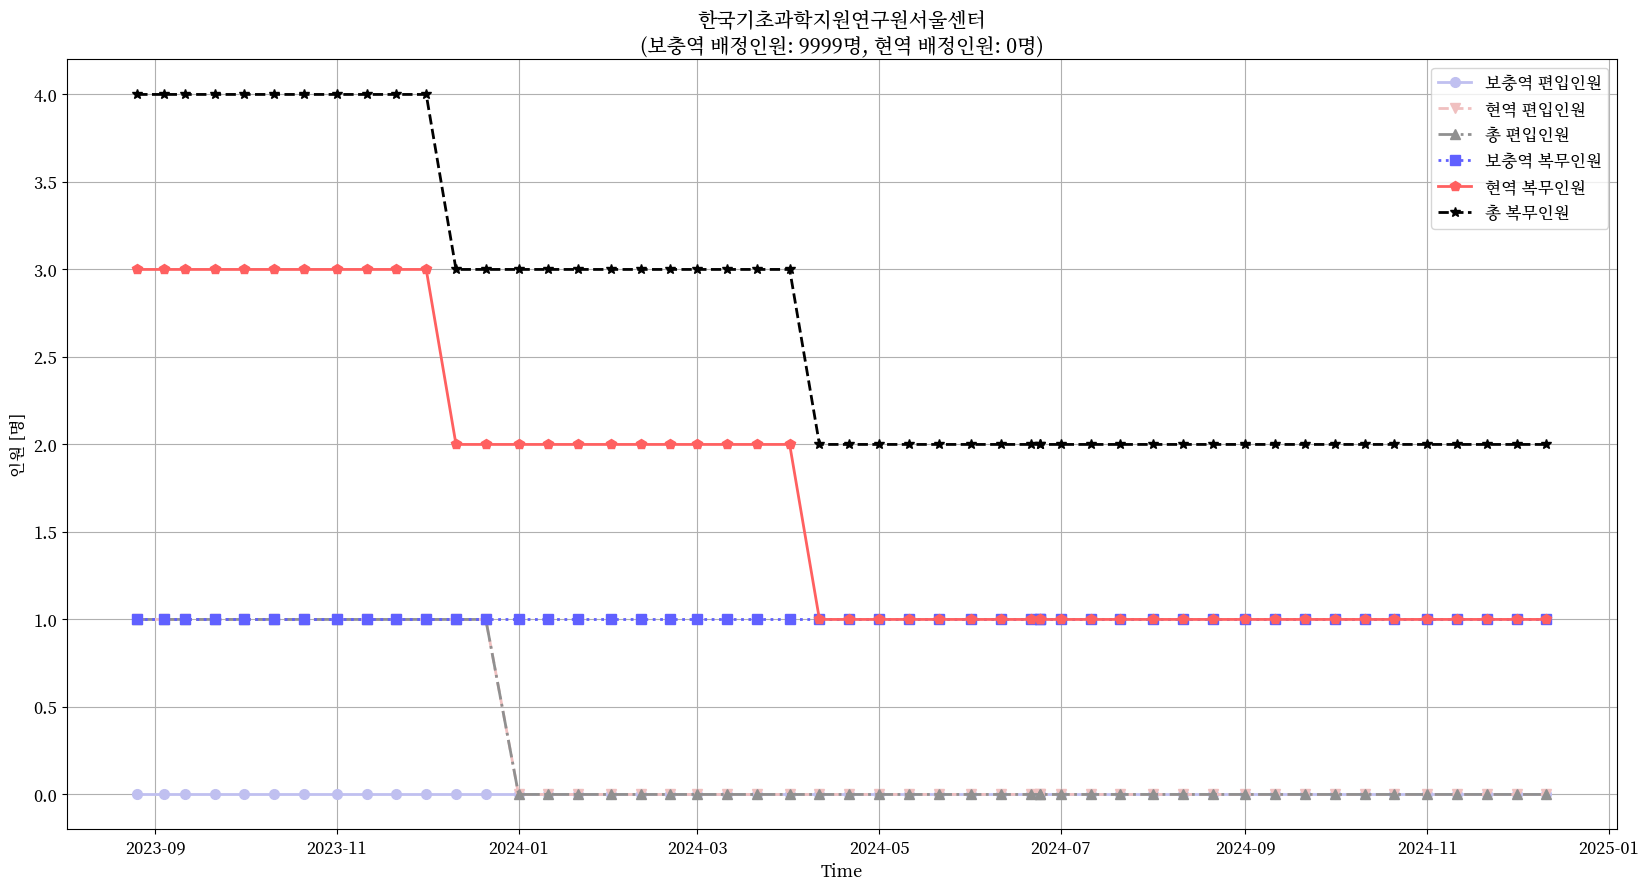 한국기초과학지원연구원서울센터
(보충역 배정인원: 9999명, 현역 배정인원: 0명)
보충역 편입인원
현역 편입인원
총 편입인원
보충역 복무인원
현역 복무인원
총 복무인원
인원 [명]
4.0
3.5
3.0
2.5
2.0
1.5
1.0
0.5
0.0
2023-09
2023-11
2024-01
2024-03
2024-05
2024-07
2024-09
2024-11
2025-01
Time